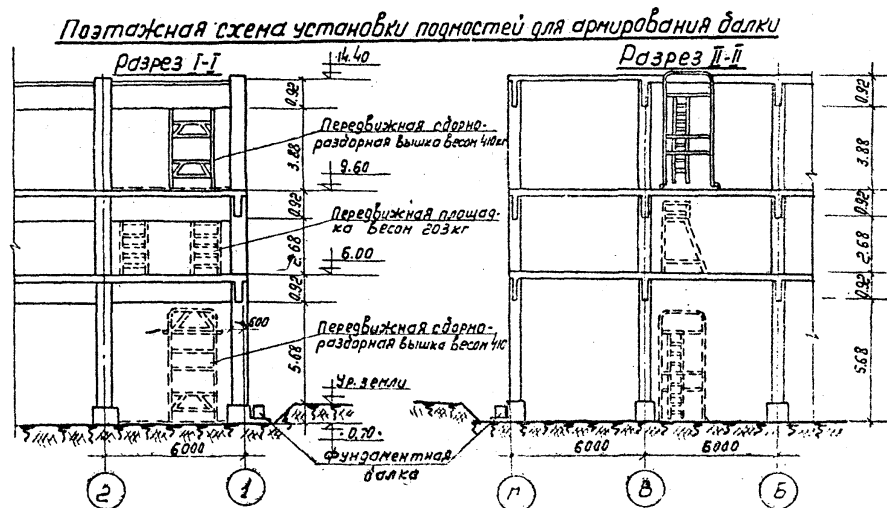 Поэтажная схема установки подмостей для армирования балки
Разрез I-I
14.40
Разрез II-II
0.92
Передвижная сборно-
раздорная вышка весом 410кг
3.88
9.60
0.92
Передвижная площад-
ка весом 203кг
2.68
6.00
0.92
600
Передвижная сборно-
раздорная вышка весом 410
5.68
Ур. земли
-0.70
6000
Фундаментная
балка
2
1
0.92
3.88
0.92
2.68
0.92
5.68
6000
6000
Г
В
Б